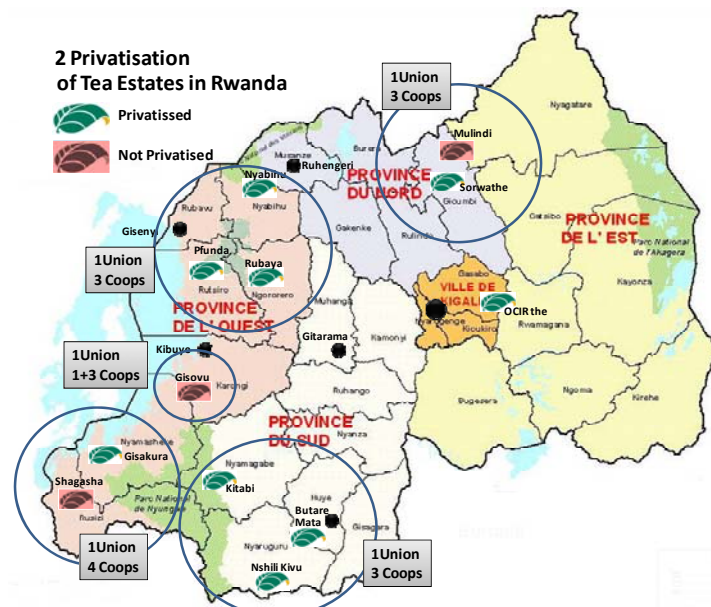 2 Privatisation
of Tea Estates in Rwanda
Privatissed
Not Privatised
1Union
3 Coops
Nyagatare
Mulindi
Burera
Musanze
Ruhengeri
PROVINCE
DU NORD
Nyabihu
Sorwathe
Gicumbi
Rubavu
Nyabihu
Gakenke
Rulindo
Gatsibo
PROVINCE
DE L' EST
Parc National
de l'Akagera
Gisenyi
Pfunda
Rubaya
1Union
3 Coops
Rutsiro
Ngororero
Gasabo
VILLE DE
KIGALI
Kayonza
PROVINCE
DE L'OUEST
Muhanga
OCIR the
Nyarugenge
Kicukiro
Rwamagana
Kibuye
Gitarama
Kamonyi
1Union
1+3 Coops
Gisovu
Karongi
Ruhango
Bugesera
Ngoma
Kirehe
PROVINCE
DU SUD
Nyanza
Nyamasheke
Gisakura
Nyamagabe
Shagasha
Kitabi
Huye
Rusizi
Parc National
de Nyungwe
Butare
Mata
Gisagara
Nyaruguru
1Union
4 Coops
Nshili Kivu
1Union
3 Coops